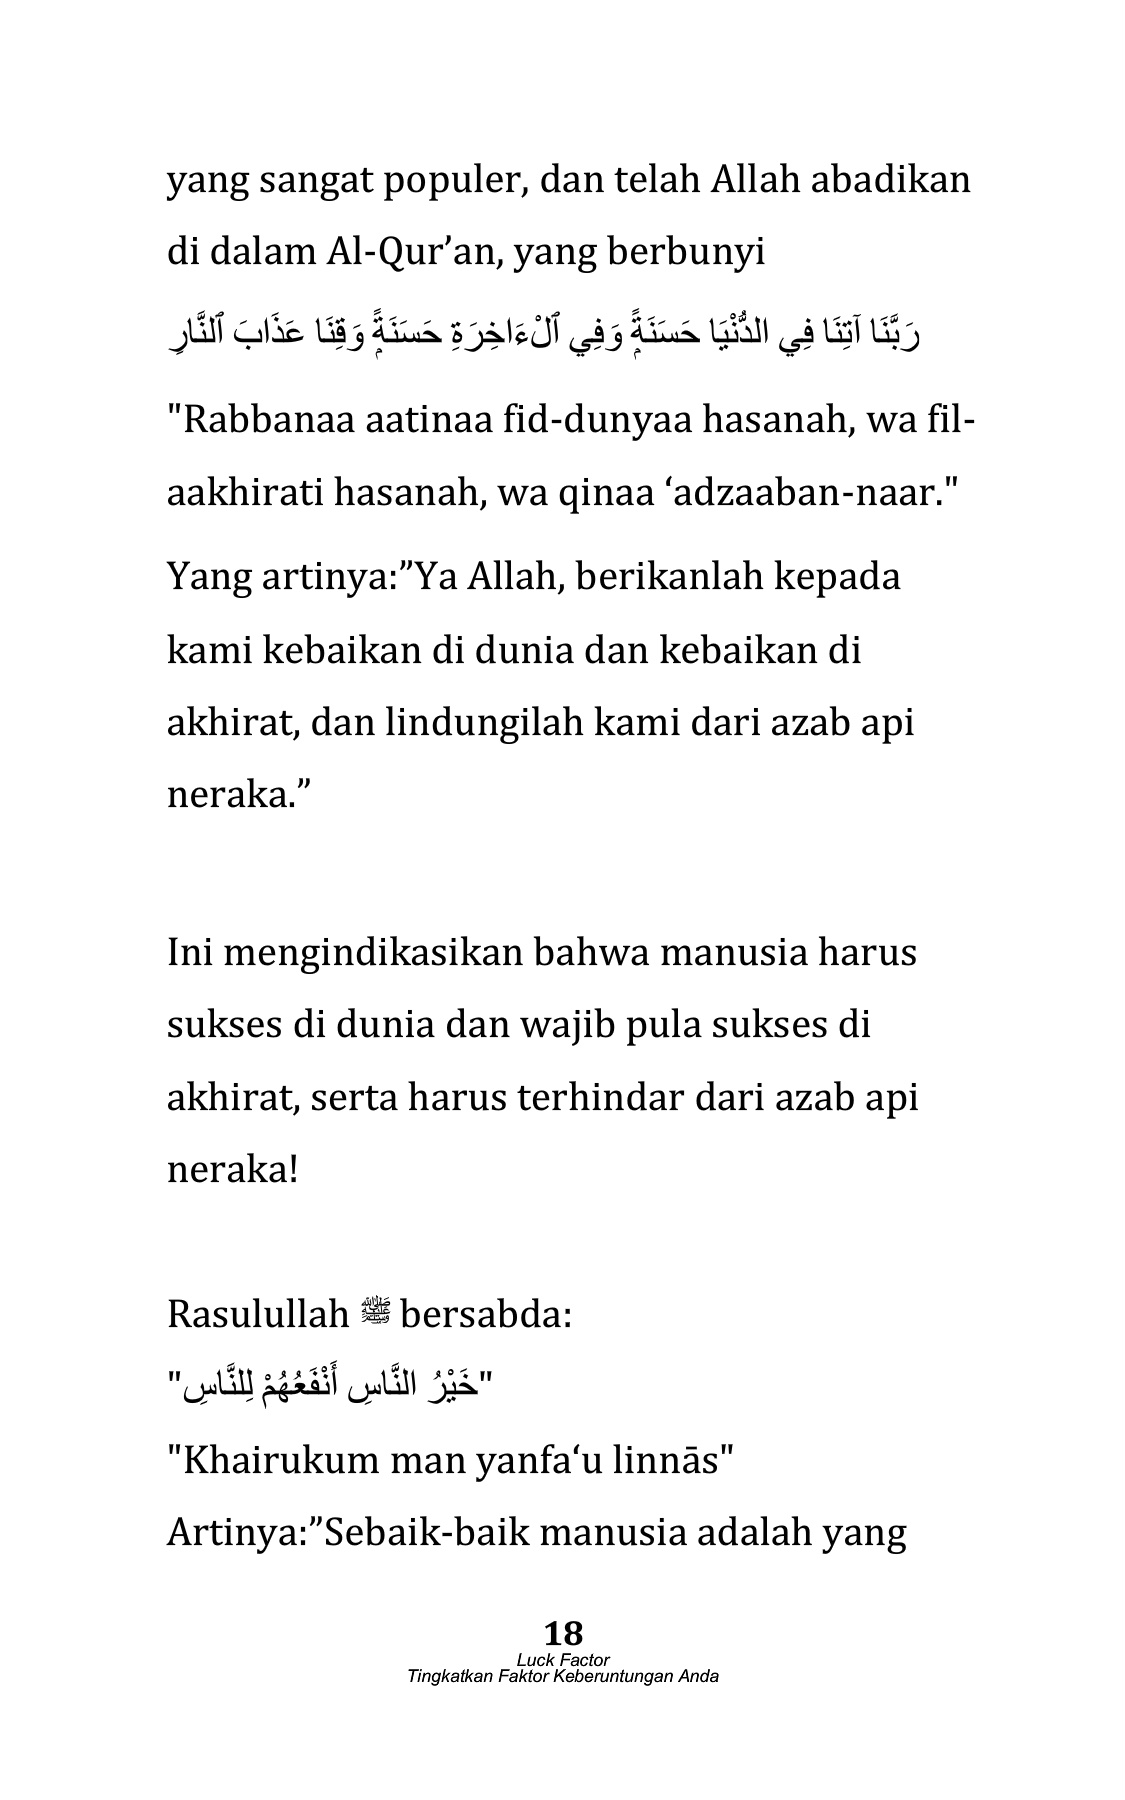 yang sangat populer, dan telah Allah abadikan
di dalam Al-Qur’an, yang berbunyi
رَبَّنَا آتِنَا فِي الدُّنْيَا حَسَنَةًۭ وَفِي ٱلْءَاخِرَةِ حَسَنَةًۭ وَقِنَا عَذَابَ ٱلنَّارِ
"Rabbanaa aatinaa fid-dunyaa hasanah, wa fil-
aakhirati hasanah, wa qinaa ‘adzaaban-naar."
Yang artinya:”Ya Allah, berikanlah kepada
kami kebaikan di dunia dan kebaikan di
akhirat, dan lindungilah kami dari azab api
neraka.”
Ini mengindikasikan bahwa manusia harus
sukses di dunia dan wajib pula sukses di
akhirat, serta harus terhindar dari azab api
neraka!
Rasulullah ﷺ bersabda:
"خَيْرُ النَّاسِ أَنْفَعُهُمْ لِلنَّاسِ"
"Khairukum man yanfa‘u linnās"
Artinya:”Sebaik-baik manusia adalah yang
18
Luck Factor
Tingkatkan Faktor Keberuntungan Anda